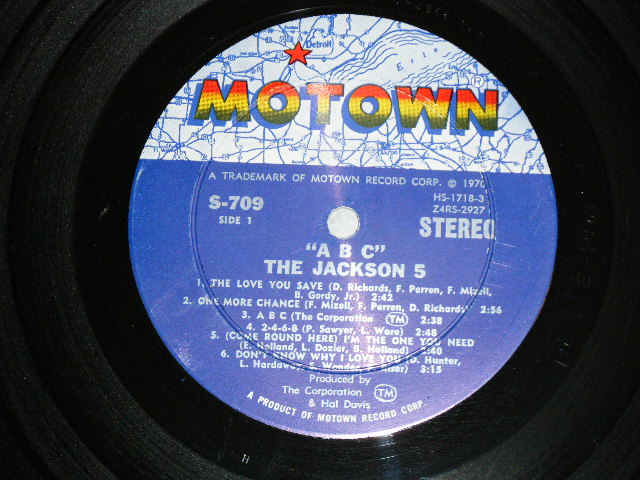 Detroit
Erie
MOTOWN
®
A TRADEMARK OF MOTOWN RECORD CORP. © 1970
HS-1718-3
Z4RS-2927
S-709
SIDE 1
STEREO
"A B C"
THE JACKSON 5
1. THE LOVE YOU SAVE (D. Richards, F. Perren, F. Mizell,
B. Gordy, Jr.) 2:42
2. ONE MORE CHANCE (F. Mizell, F. Perren, D. Richards) 2:56
3. A B C (The Corporation TM) 2:38
4. 2-4-6-8 (P. Sawyer, L. Ware) 2:48
5. (COME ROUND HERE) I'M THE ONE YOU NEED
(E. Holland, L. Dozier, B. Holland) 2:40
6. DON'T KNOW WHY I LOVE YOU (D. Hunter,
L. Hardaway, S. Wonder, 3:15
Produced by
The Corporation TM
& Hal Davis
A PRODUCT OF MOTOWN RECORD CORP.